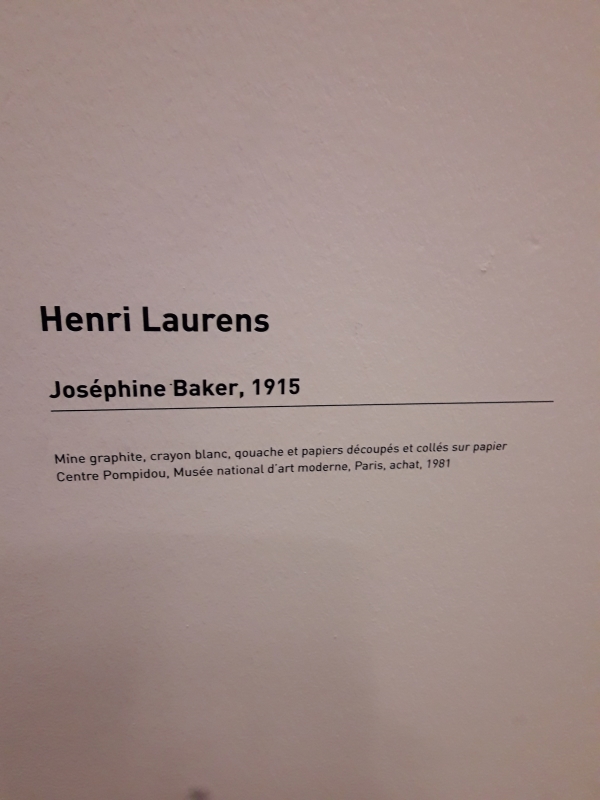 Henri Laurens
Joséphine Baker, 1915
Mine graphite, crayon blanc, gouache et papiers découpés et collés sur papier
Centre Pompidou, Musée national d'art moderne, Paris, achat, 1981